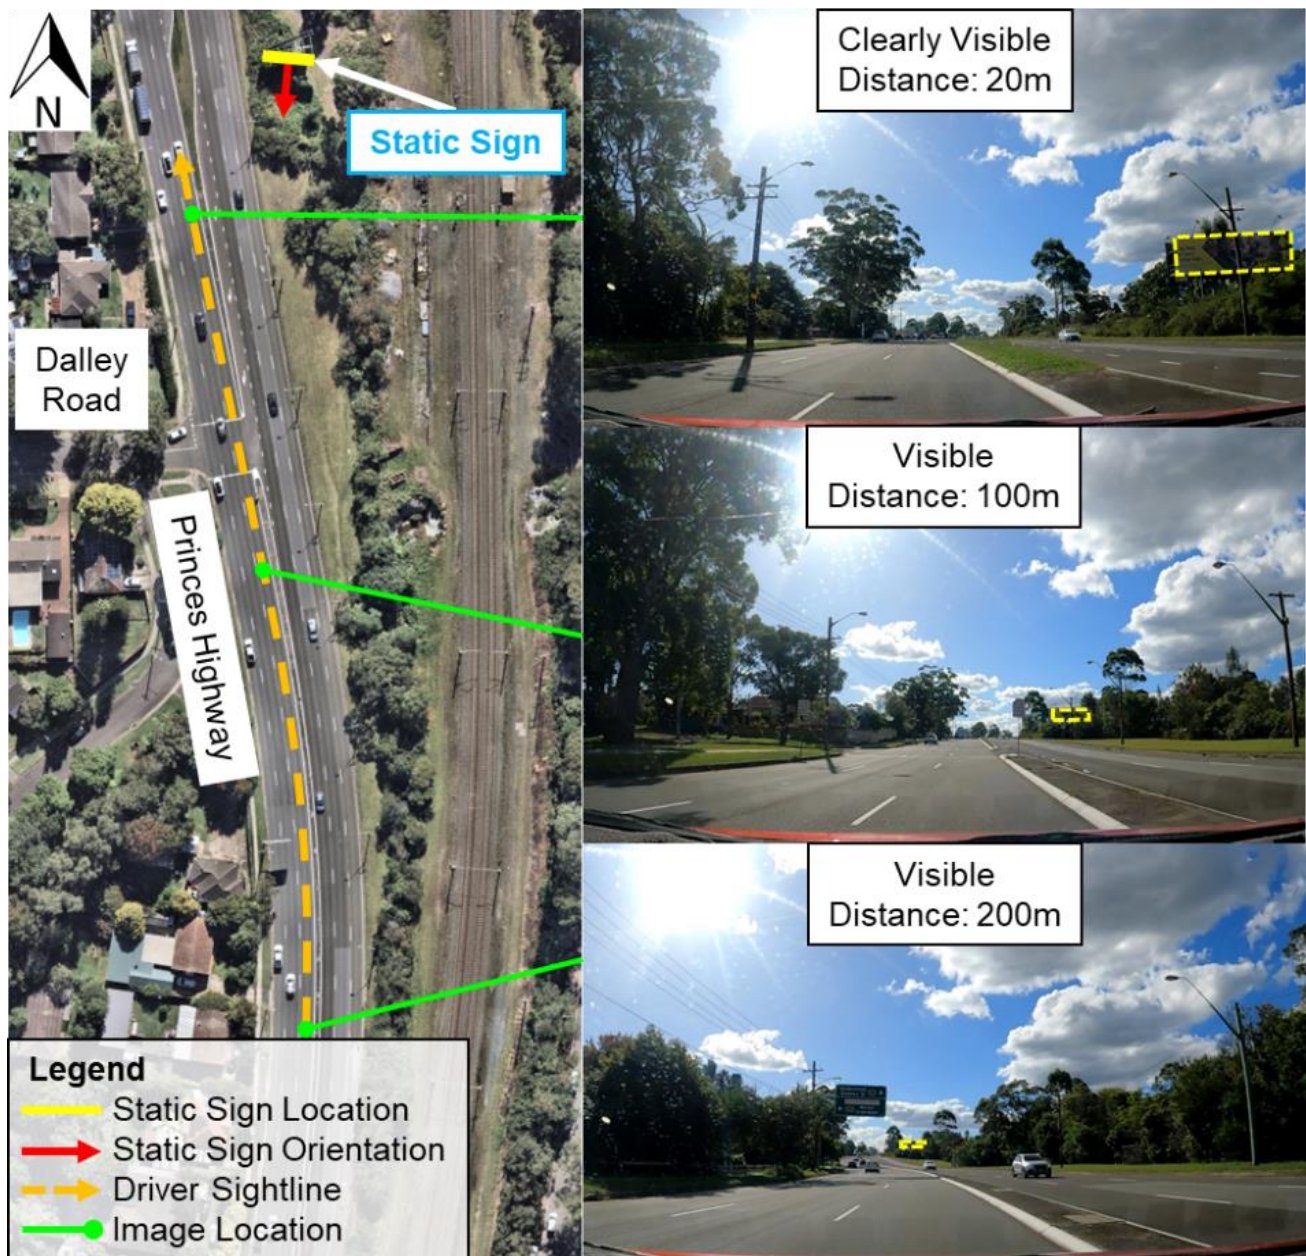 N
Static Sign
Dalley
Road
Princes Highway
Legend
Static Sign Location
Static Sign Orientation
Driver Sightline
Image Location
Clearly Visible
Distance: 20m
Visible
Distance: 100m
Visible
Distance: 200m